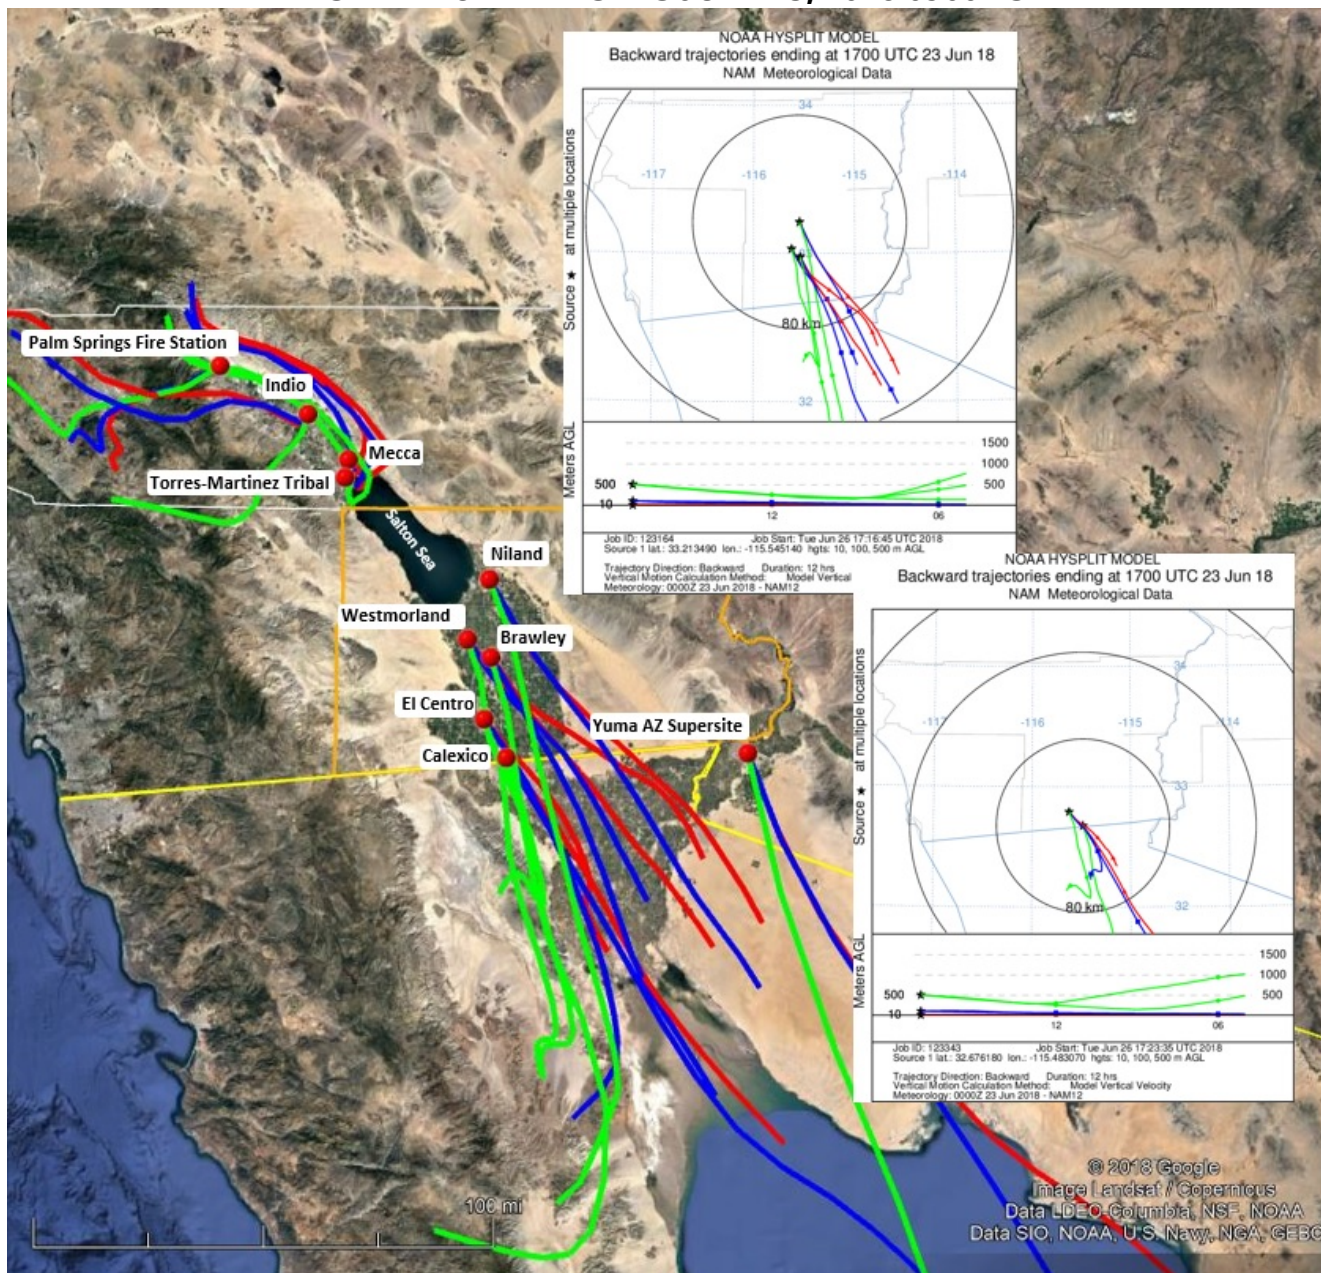 NOAA HYSPLIT MODEL
Backward trajectories ending at 1700 UTC 23 Jun 18
NAM Meteorological Data
Source ★ at multiple locations
34
-117
-116
-115
-114
80 km
32
Meters AGL
1500
1000
500
500
10
12
06
Job ID: 123164 Job Start: Tue Jun 26 17:16:45 UTC 2018
Source 1 lat.: 33.213490 lon.: -115.545140 hgts: 10, 100, 500 m AGL
Trajectory Direction: Backward Duration: 12 hrs
Vertical Motion Calculation Method: Model Vertical
Meteorology: 0000Z 23 Jun 2018 - NAM12
Palm Springs Fire Station
Indio
Mecca
Torres-Martinez Tribal
Salton Sea
Niland
Westmorland
Brawley
El Centro
Calexico
Yuma AZ Supersite
NOAA HYSPLIT MODEL
Backward trajectories ending at 1700 UTC 23 Jun 18
NAM Meteorological Data
Source ★ at multiple locations
34
-117
-116
-115
-114
33
80 km
32
Meters AGL
1500
1000
500
500
10
12
06
Job ID: 123343 Job Start: Tue Jun 26 17:23:35 UTC 2018
Source 1 lat.: 32.676180 lon.: -115.483070 hgts: 10, 100, 500 m AGL
Trajectory Direction: Backward Duration: 12 hrs
Vertical Motion Calculation Method: Model Vertical Velocity
Meteorology: 0000Z 23 Jun 2018 - NAM12
100 mi
© 2018 Google
Image Landsat / Copernicus
Data LDEO-Columbia, NSF, NOAA
Data SIO, NOAA, U.S. Navy, NGA, GEBC